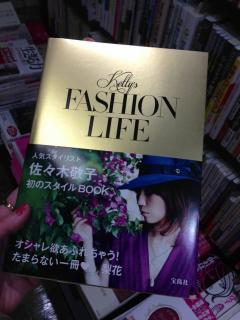 Kelly's
FASHION
LIFE
人気スタイリスト
佐々木敬子
初のスタイルBOOK
オシャレ欲あふれちゃう!
たまらない一冊♥ 梨花
宝島社